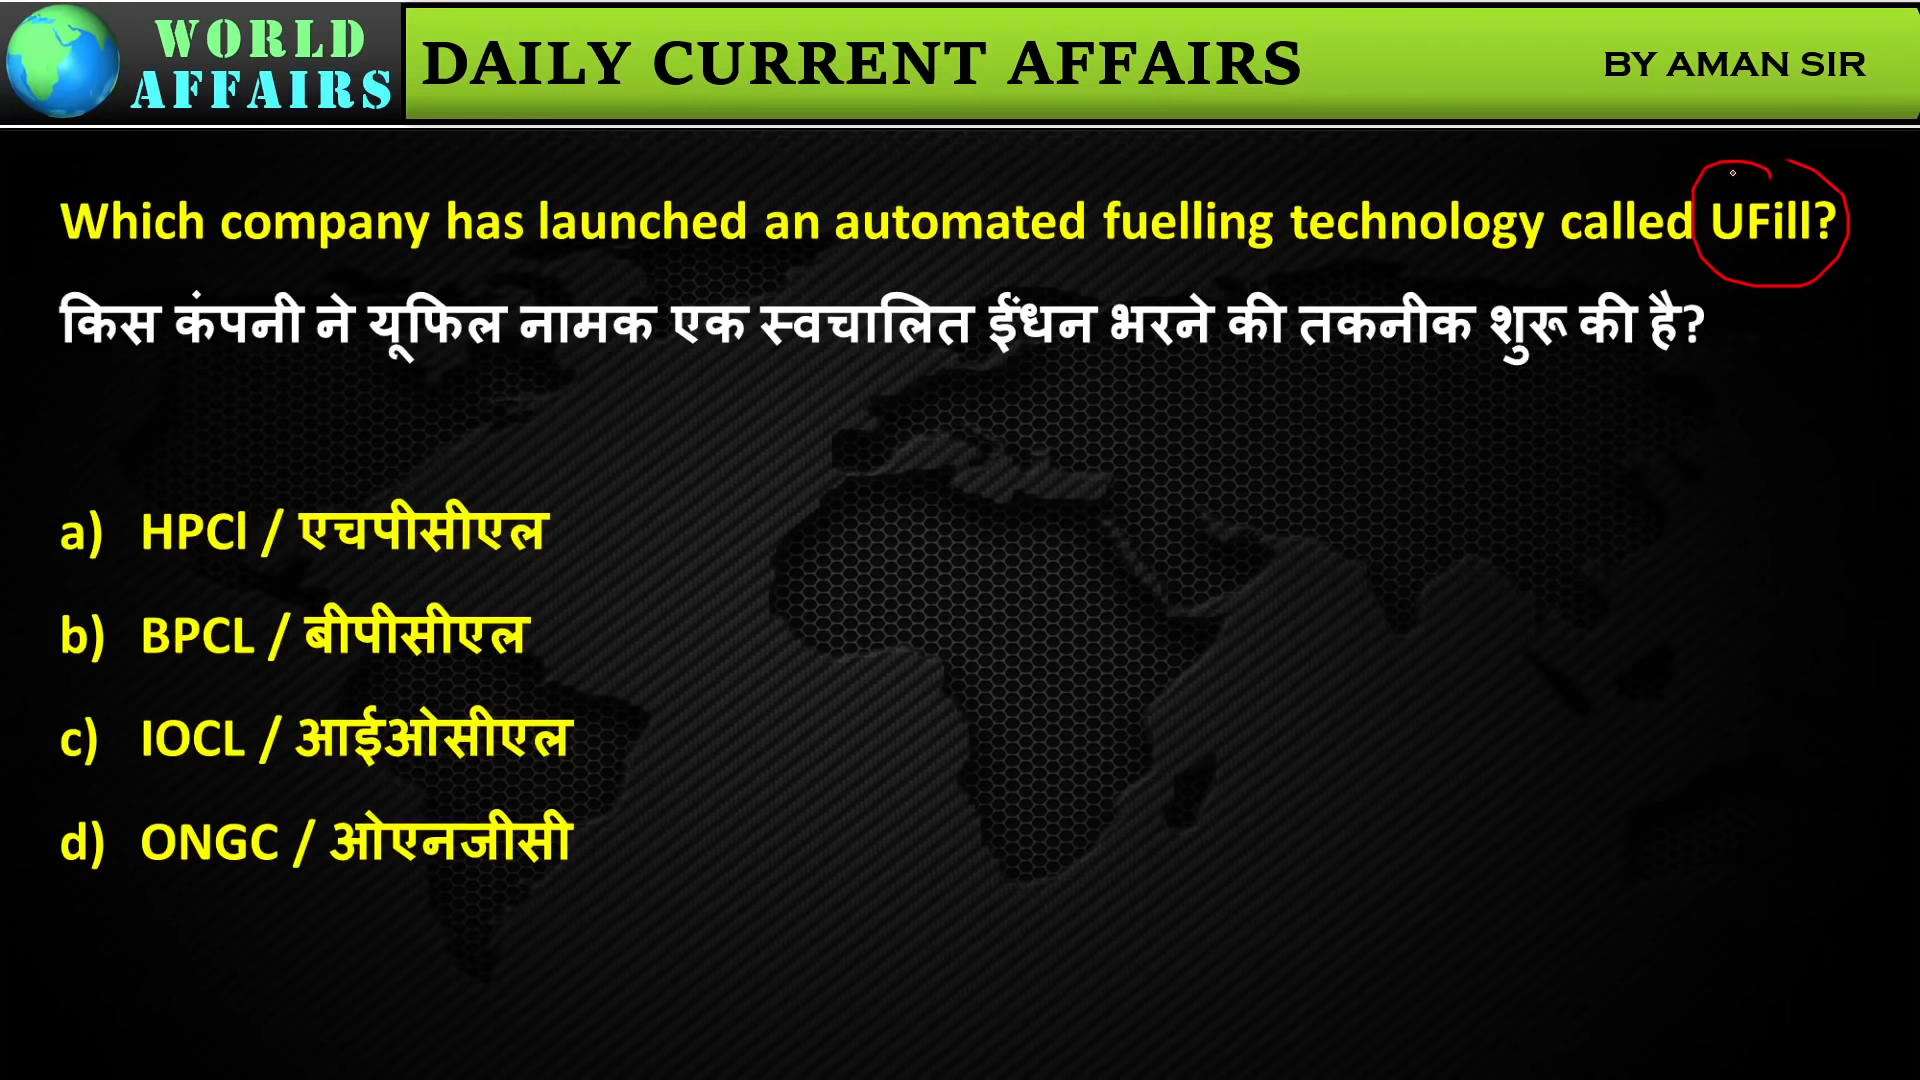 WORLD
AFFAIRS
DAILY CURRENT AFFAIRS
BY AMAN SIR
Which company has launched an automated fuelling technology called UFill?
किस कंपनी ने यूफिल नामक एक स्वचालित ईंधन भरने की तकनीक शुरू की है?
a) HPCl / एचपीसीएल
b) BPCL / बीपीसीएल
c) IOCL / आईओसीएल
d) ONGC / ओएनजीसी